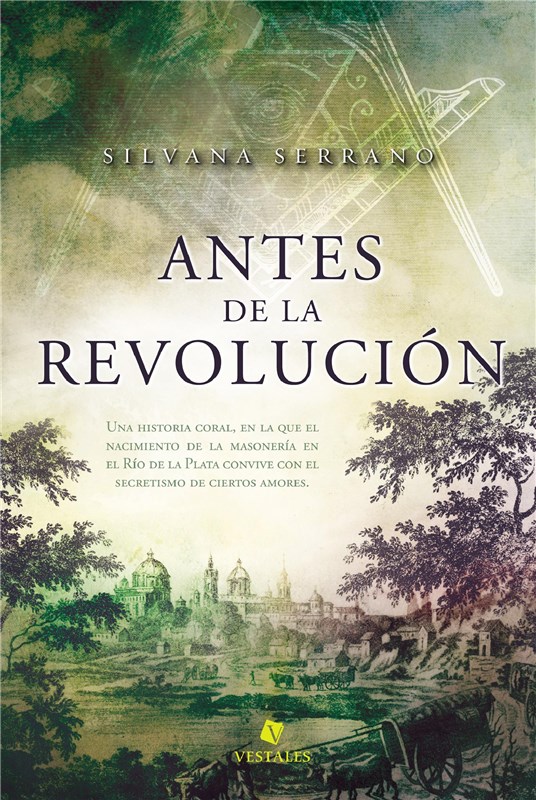 SILVANA SERRANO
ANTES
DE LA
REVOLUCIÓN
UNA HISTORIA CORAL, EN LA QUE EL
NACIMIENTO DE LA MASONERÍA EN
EL RÍO DE LA PLATA CONVIVE CON EL
SECRETISMO DE CIERTOS AMORES.
V
VESTALES